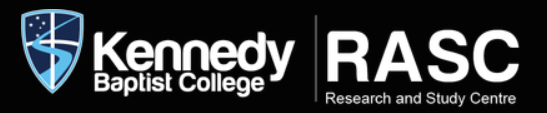 Kennedy
Baptist College
RASC
Research and Study Centre